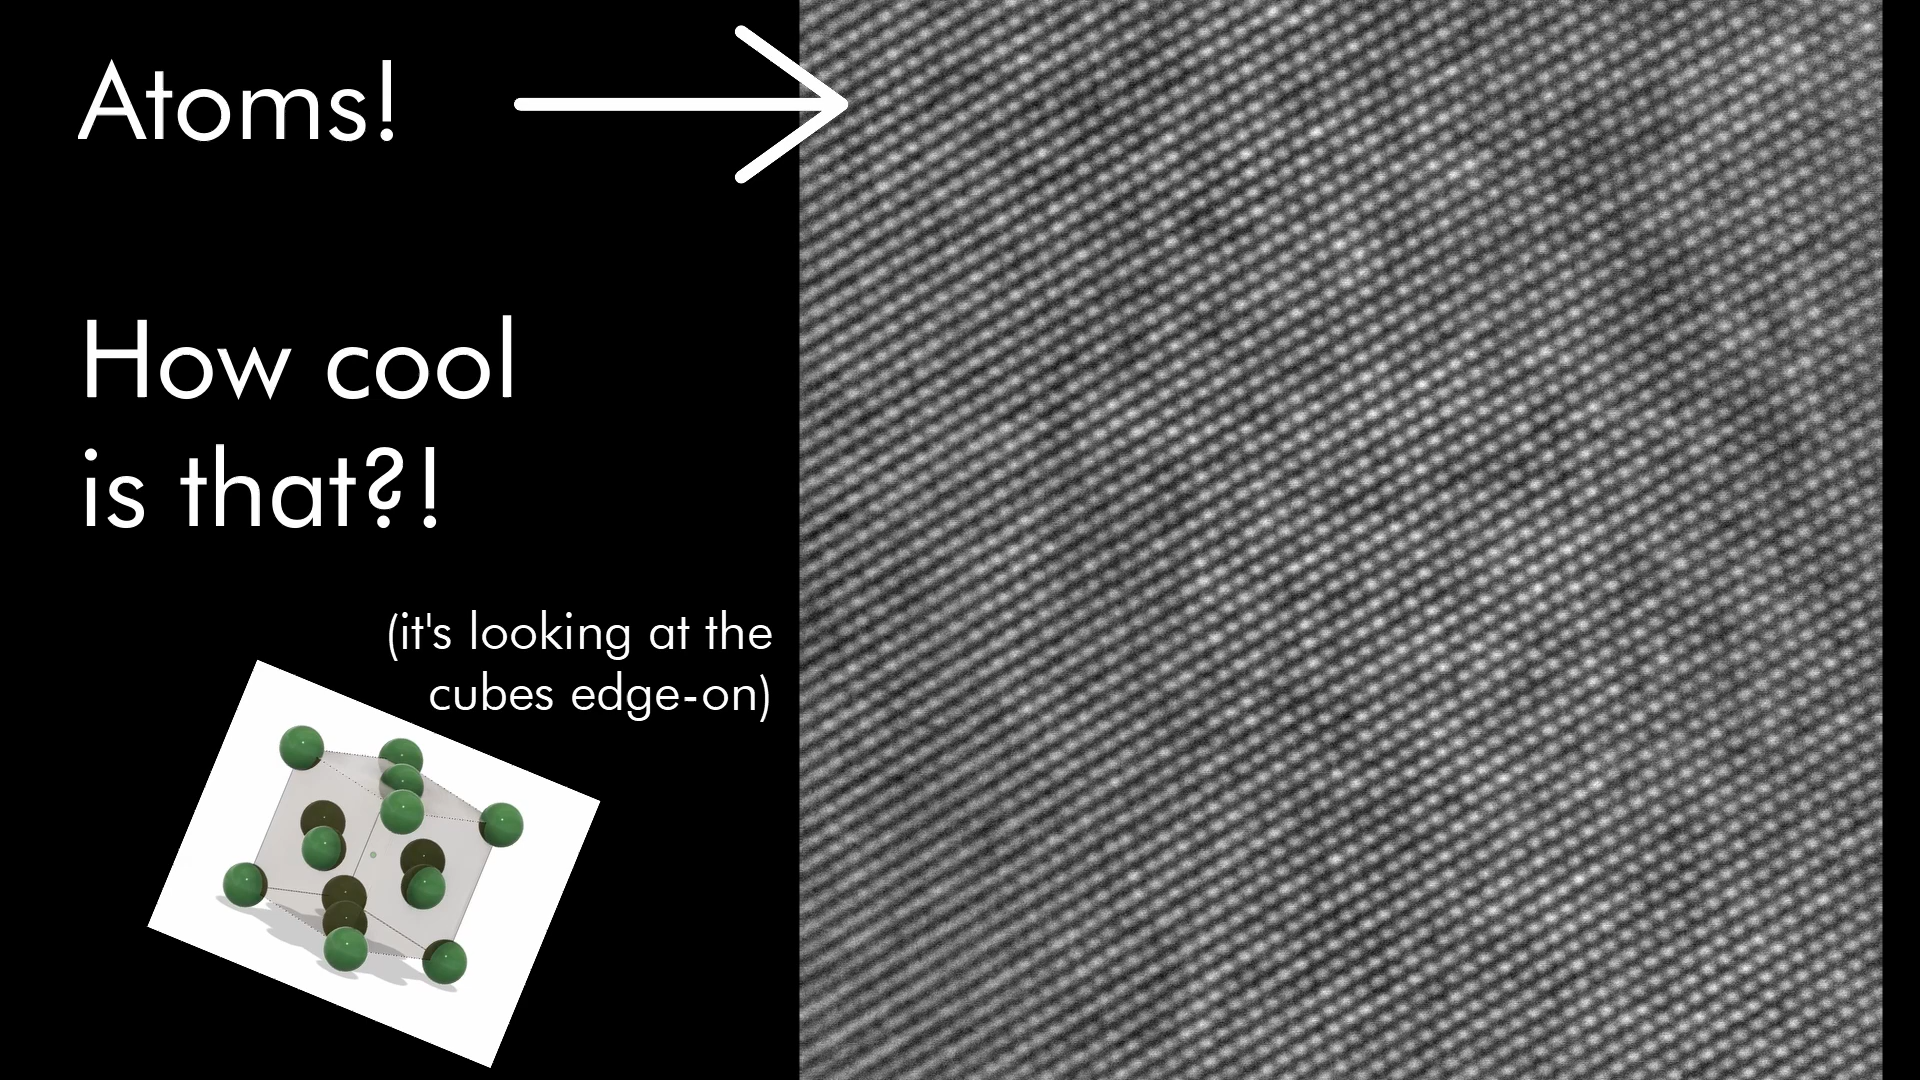 Atoms!
How cool
is that?!
(it's looking at the
cubes edge-on)